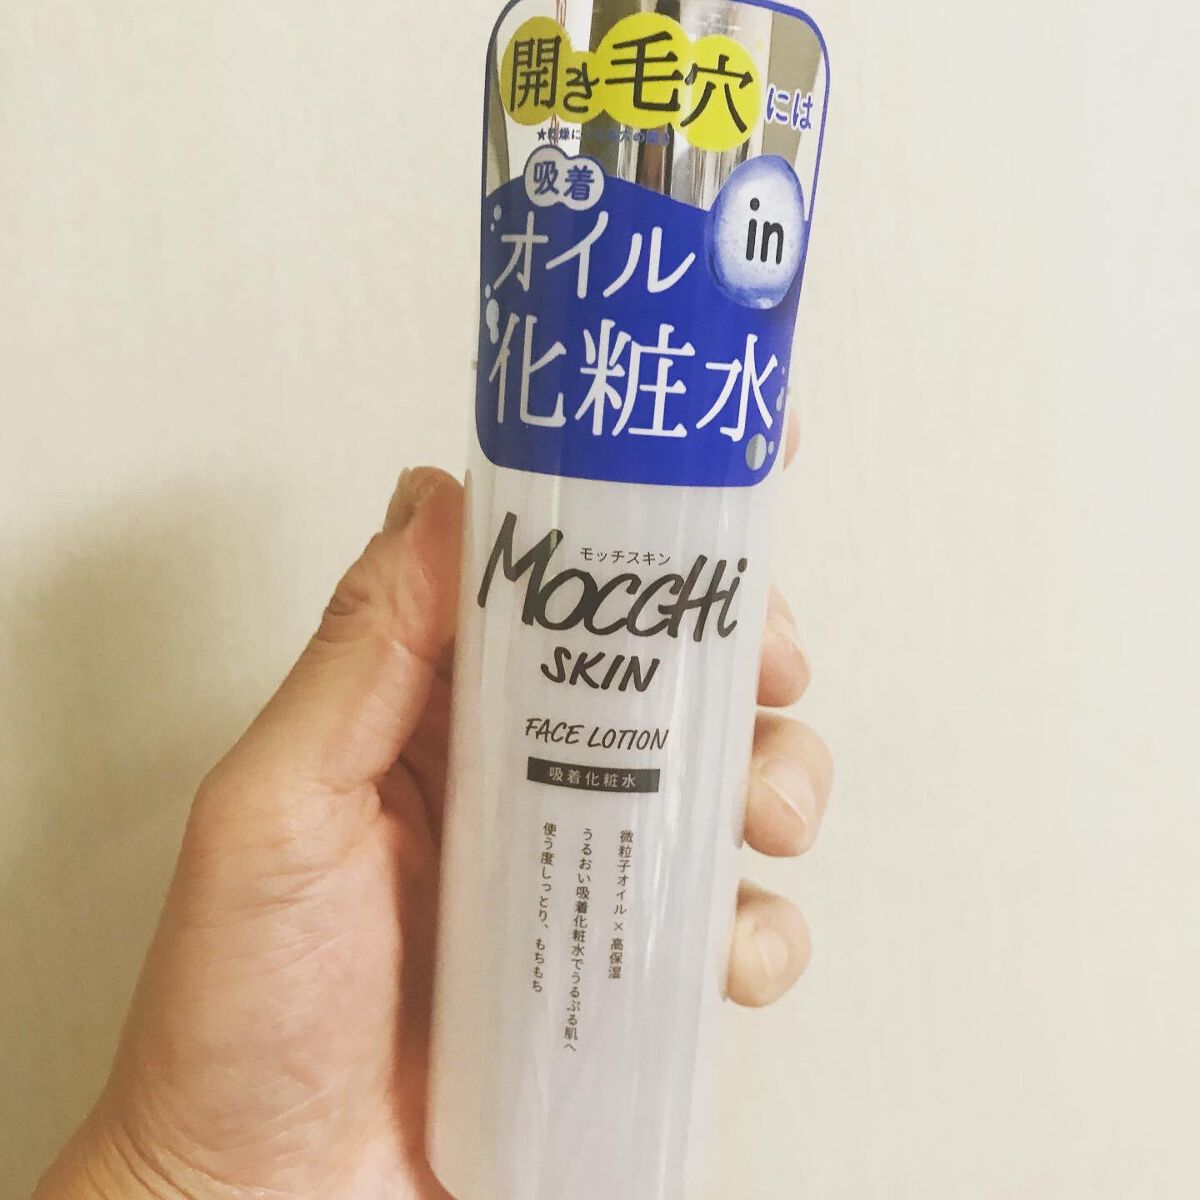 開き毛穴には
吸着
オイル in
化粧水
モッチスキン
MOCCHi
SKIN
FACE LOTION
吸着化粧水
微粒子オイル×高保湿
うるおい吸着化粧水でうるぷる肌へ
使う度しっとり、もちもち